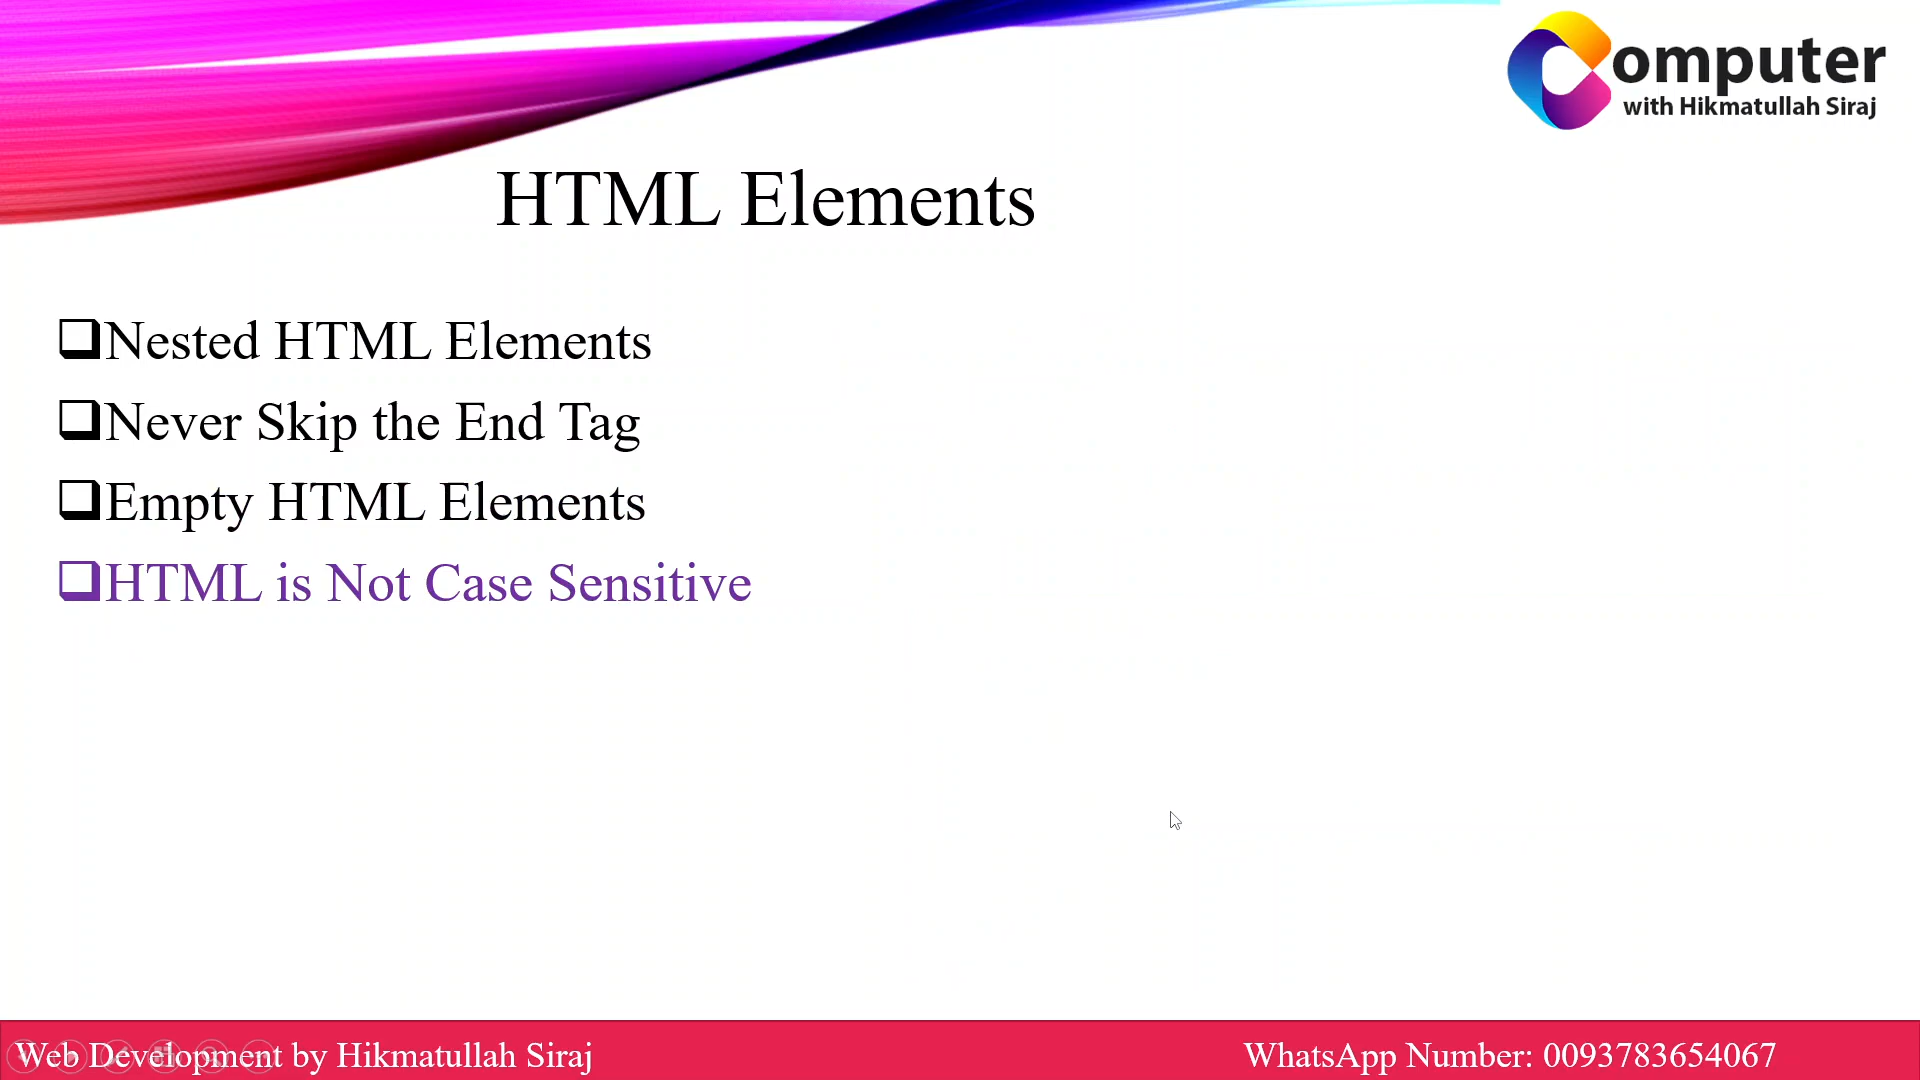 Computer
with Hikmatullah Siraj
HTML Elements
Nested HTML Elements
Never Skip the End Tag
Empty HTML Elements
HTML is Not Case Sensitive
Web Development by Hikmatullah Siraj
WhatsApp Number: 0093783654067